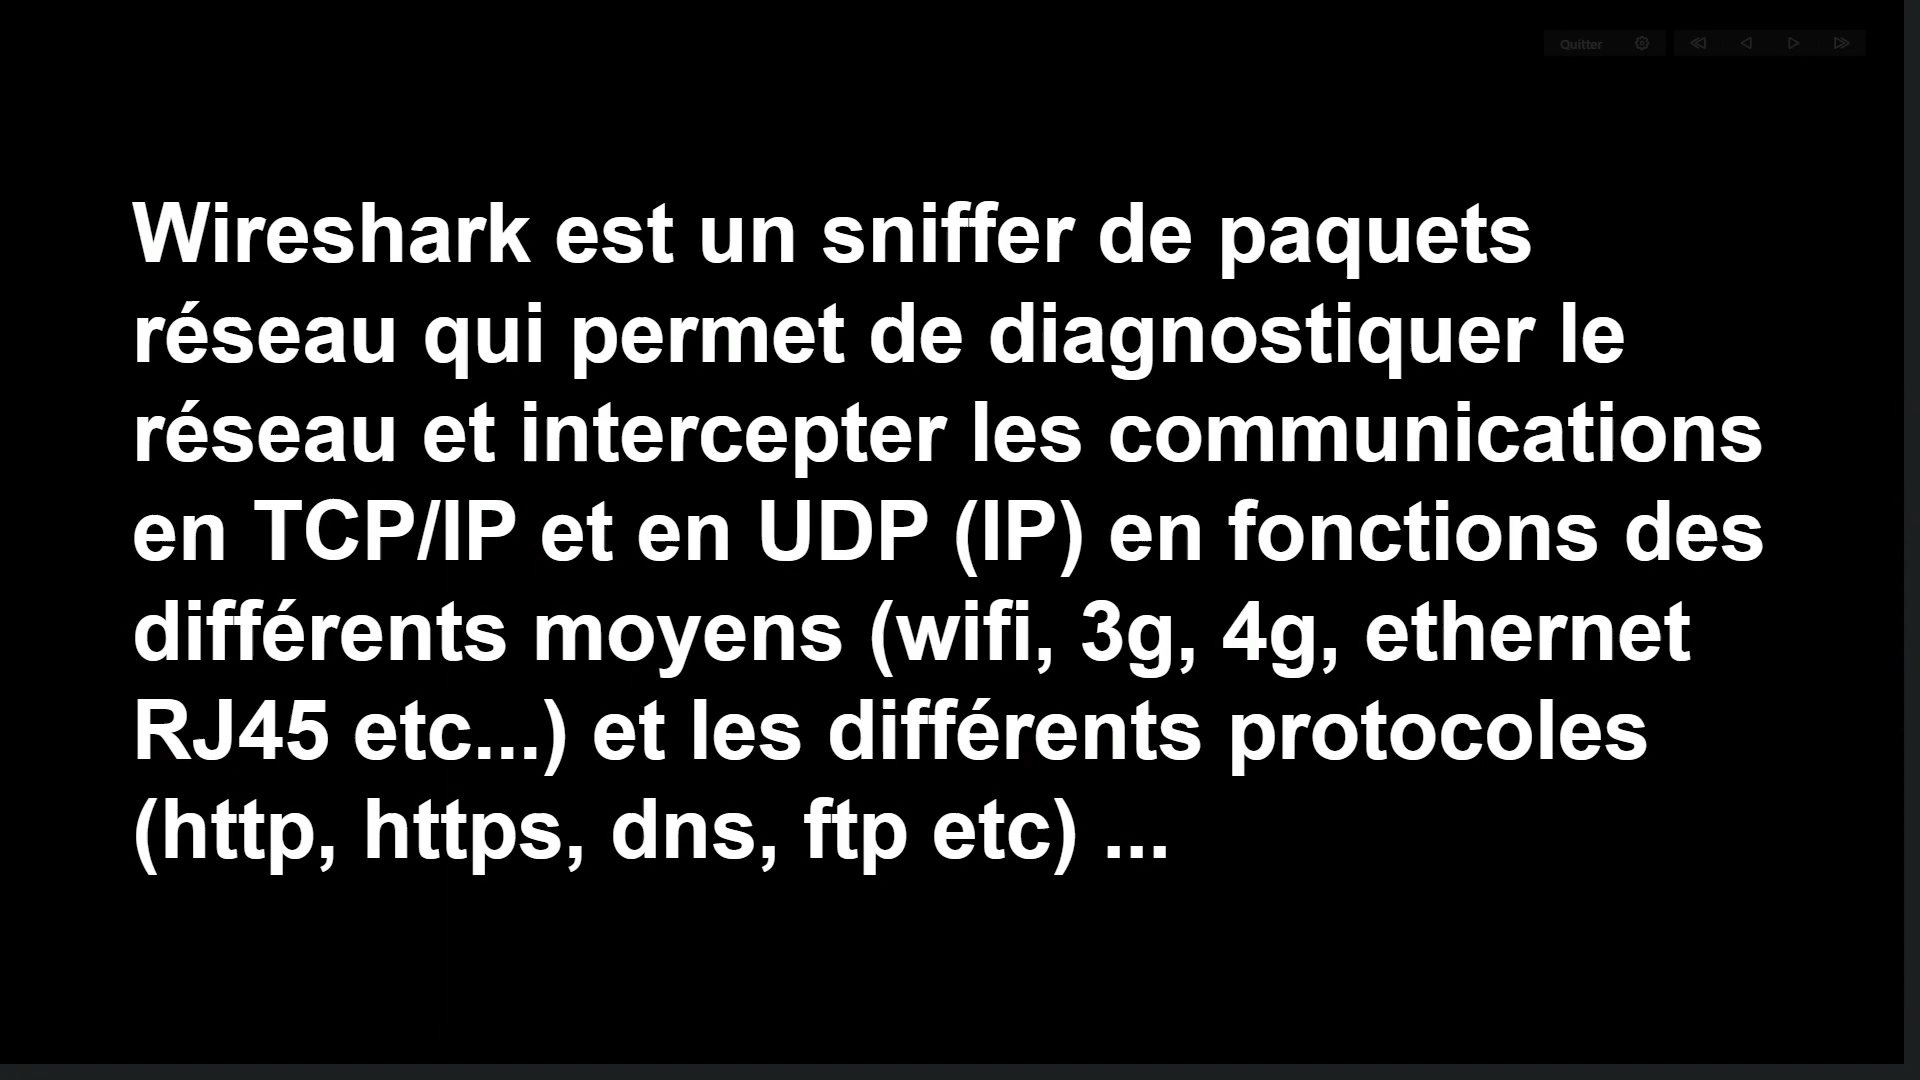 Quitter
Wireshark est un sniffer de paquets
réseau qui permet de diagnostiquer le
réseau et intercepter les communications
en TCP/IP et en UDP (IP) en fonctions des
différents moyens (wifi, 3g, 4g, ethernet
RJ45 etc...) et les différents protocoles
(http, https, dns, ftp etc) ...